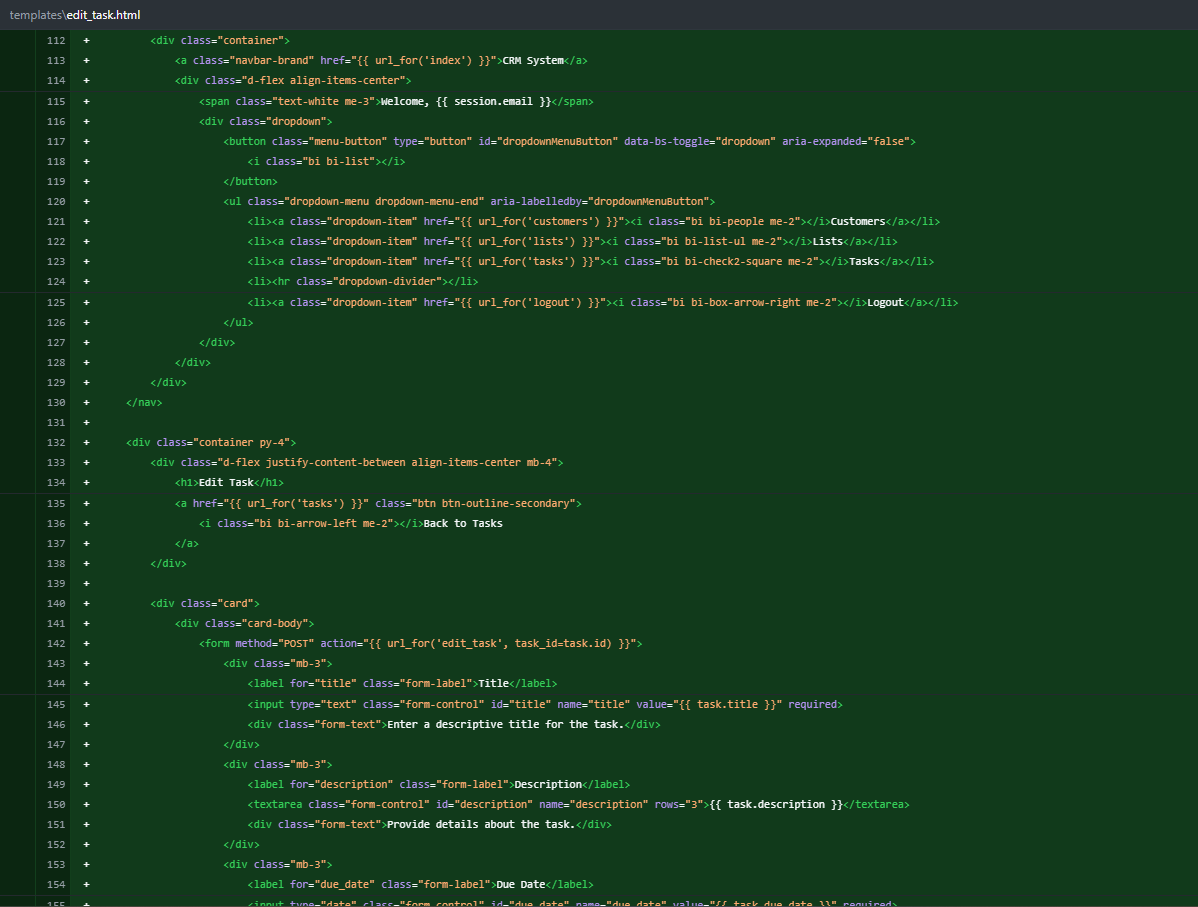 templates\edit_task.html
112 + <div class="container">
113 + <a class="navbar-brand" href="{{ url_for('index') }}">CRM System</a>
114 + <div class="d-flex align-items-center">
115 + <span class="text-white me-3">Welcome, {{ session.email }}</span>
116 + <div class="dropdown">
117 + <button class="menu-button" type="button" id="dropdownMenuButton" data-bs-toggle="dropdown" aria-expanded="false">
118 + <i class="bi bi-list"></i>
119 + </button>
120 + <ul class="dropdown-menu dropdown-menu-end" aria-labelledby="dropdownMenuButton">
121 + <li><a class="dropdown-item" href="{{ url_for('customers') }}"><i class="bi bi-people me-2"></i>Customers</a></li>
122 + <li><a class="dropdown-item" href="{{ url_for('lists') }}"><i class="bi bi-list-ul me-2"></i>Lists</a></li>
123 + <li><a class="dropdown-item" href="{{ url_for('tasks') }}"><i class="bi bi-check2-square me-2"></i>Tasks</a></li>
124 + <li><hr class="dropdown-divider"></li>
125 + <li><a class="dropdown-item" href="{{ url_for('logout') }}"><i class="bi bi-box-arrow-right me-2"></i>Logout</a></li>
126 + </ul>
127 + </div>
128 + </div>
129 + </div>
130 + </nav>
131 +
132 + <div class="container py-4">
133 + <div class="d-flex justify-content-between align-items-center mb-4">
134 + <h1>Edit Task</h1>
135 + <a href="{{ url_for('tasks') }}" class="btn btn-outline-secondary">
136 + <i class="bi bi-arrow-left me-2"></i>Back to Tasks
137 + </a>
138 + </div>
139 +
140 + <div class="card">
141 + <div class="card-body">
142 + <form method="POST" action="{{ url_for('edit_task', task_id=task.id) }}">
143 + <div class="mb-3">
144 + <label for="title" class="form-label">Title</label>
145 + <input type="text" class="form-control" id="title" name="title" value="{{ task.title }}" required>
146 + <div class="form-text">Enter a descriptive title for the task.</div>
147 + </div>
148 + <div class="mb-3">
149 + <label for="description" class="form-label">Description</label>
150 + <textarea class="form-control" id="description" name="description" rows="3">{{ task.description }}</textarea>
151 + <div class="form-text">Provide details about the task.</div>
152 + </div>
153 + <div class="mb-3">
154 + <label for="due_date" class="form-label">Due Date</label>
155 + <input type="date" class="form-control" id="due_date" name="due_date" value="{{ task.due_date }}" required>